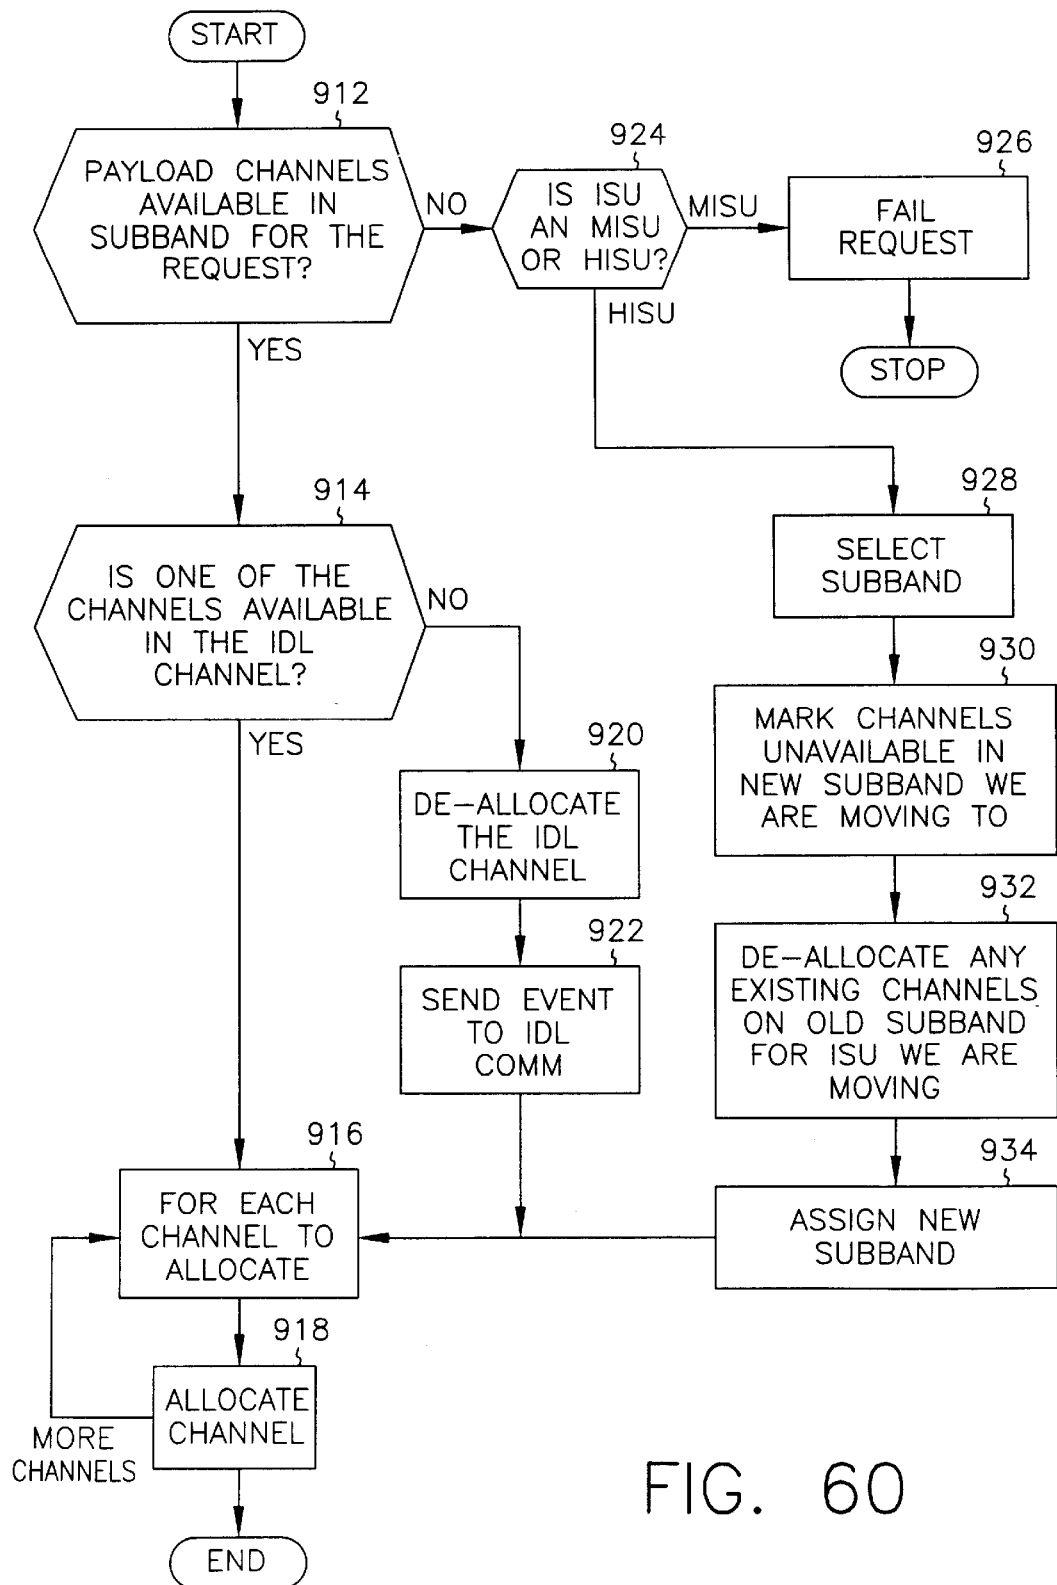 START
912
PAYLOAD CHANNELS
AVAILABLE IN
SUBBAND FOR THE
REQUEST?
NO
YES
924
IS ISU
AN MISU
OR HISU?
MISU
HISU
926
FAIL
REQUEST
STOP
914
IS ONE OF THE
CHANNELS AVAILABLE
IN THE IDL
CHANNEL?
NO
YES
928
SELECT
SUBBAND
930
MARK CHANNELS
UNAVAILABLE IN
NEW SUBBAND WE
ARE MOVING TO
920
DE-ALLOCATE
THE IDL
CHANNEL
932
DE-ALLOCATE ANY
EXISTING CHANNELS
ON OLD SUBBAND
FOR ISU WE ARE
MOVING
922
SEND EVENT
TO IDL
COMM
934
ASSIGN NEW
SUBBAND
916
FOR EACH
CHANNEL TO
ALLOCATE
918
ALLOCATE
CHANNEL
MORE
CHANNELS
END
FIG. 60